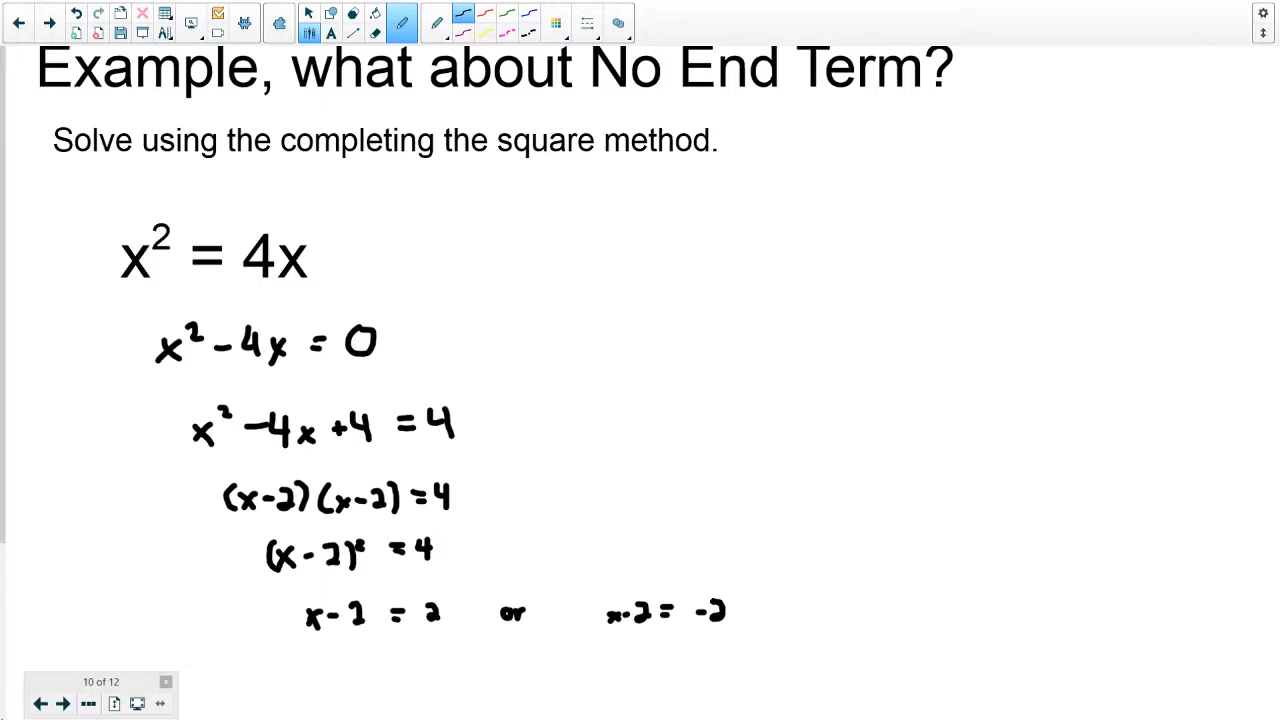 Example, what about No End Term?
Solve using the completing the square method.
x² = 4x
x² - 4x = 0
x² - 4x + 4 = 4
(x - 2)(x - 2) = 4
(x - 2)² = 4
x - 2 = 2 or x - 2 = -2
10 of 12